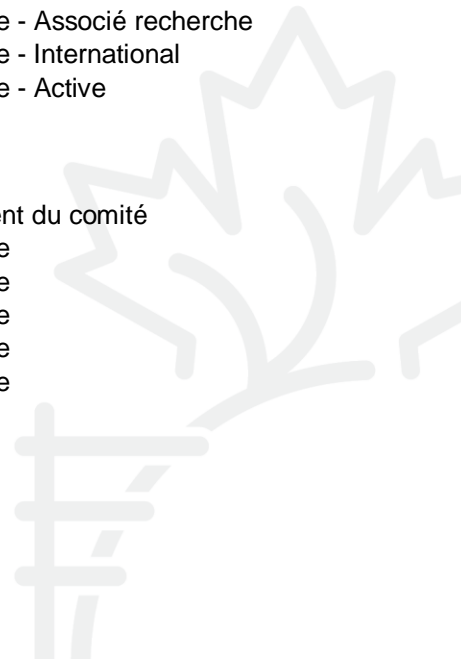 e - Associé recherche
e - International
e - Active
ent du comité
e
e
e
e
e